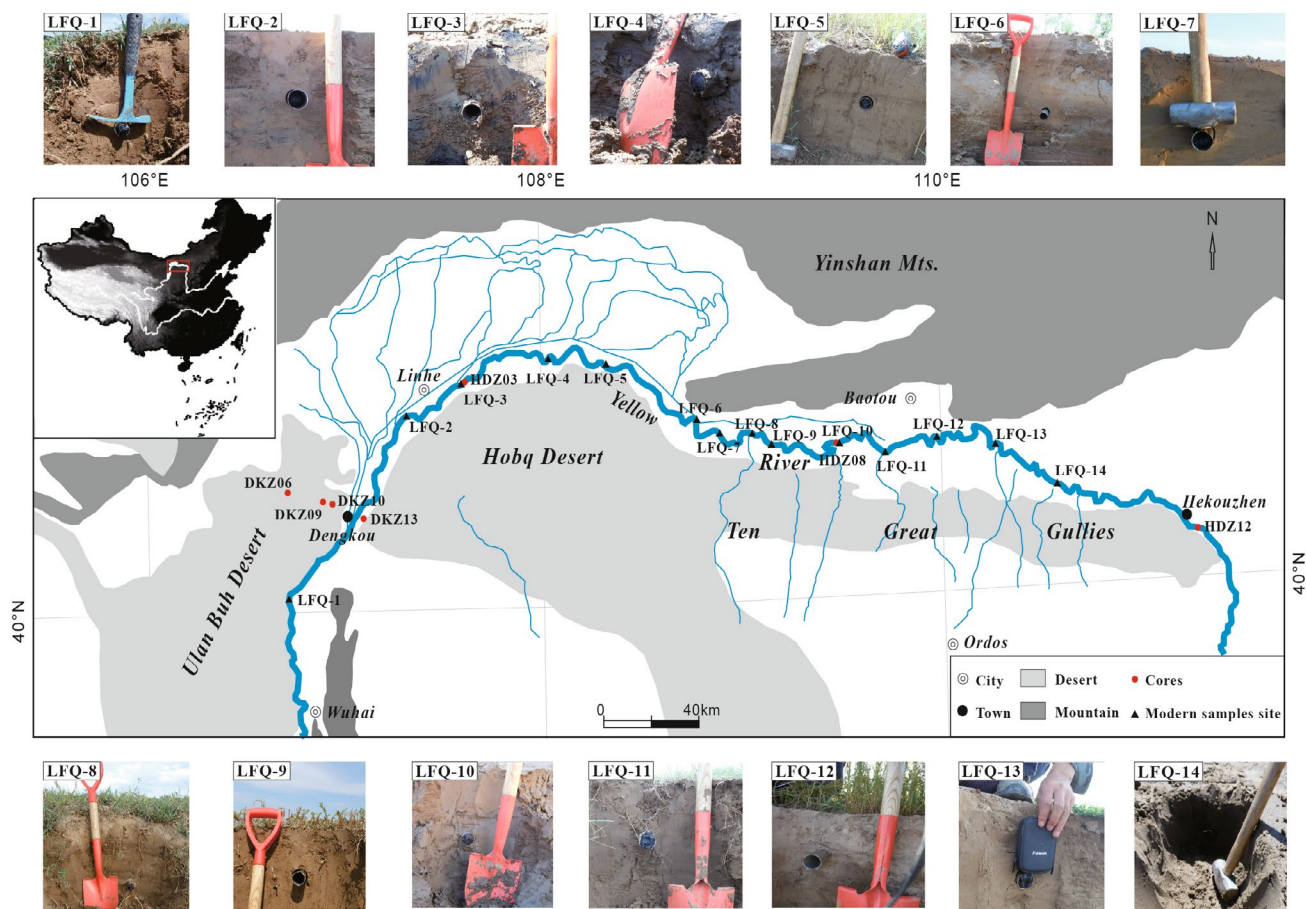 LFQ-1
LFQ-2
LFQ-3
LFQ-4
LFQ-5
LFQ-6
LFQ-7
106°E
108°E
110°E
N
Yinshan Mts.
Linhe
HDZ03
LFQ-3
LFQ-4
LFQ-5
LFQ-2
Yellow
Baotou
LFQ-6
LFQ-8
LFQ-7
LFQ-9
LFQ-10
LFQ-12
LFQ-13
River
HDZ08
LFQ-11
LFQ-14
Hobq Desert
DKZ06
DKZ10
DKZ09
DKZ13
Dengkou
Hekouzhen
HDZ12
Ten
Great
Gullies
Ulan Buh Desert
LFQ-1
40°N
40°N
Ordos
Wuhai
0
40km
City
Desert
Cores
Town
Mountain
Modern samples site
LFQ-8
LFQ-9
LFQ-10
LFQ-11
LFQ-12
LFQ-13
LFQ-14
Canon